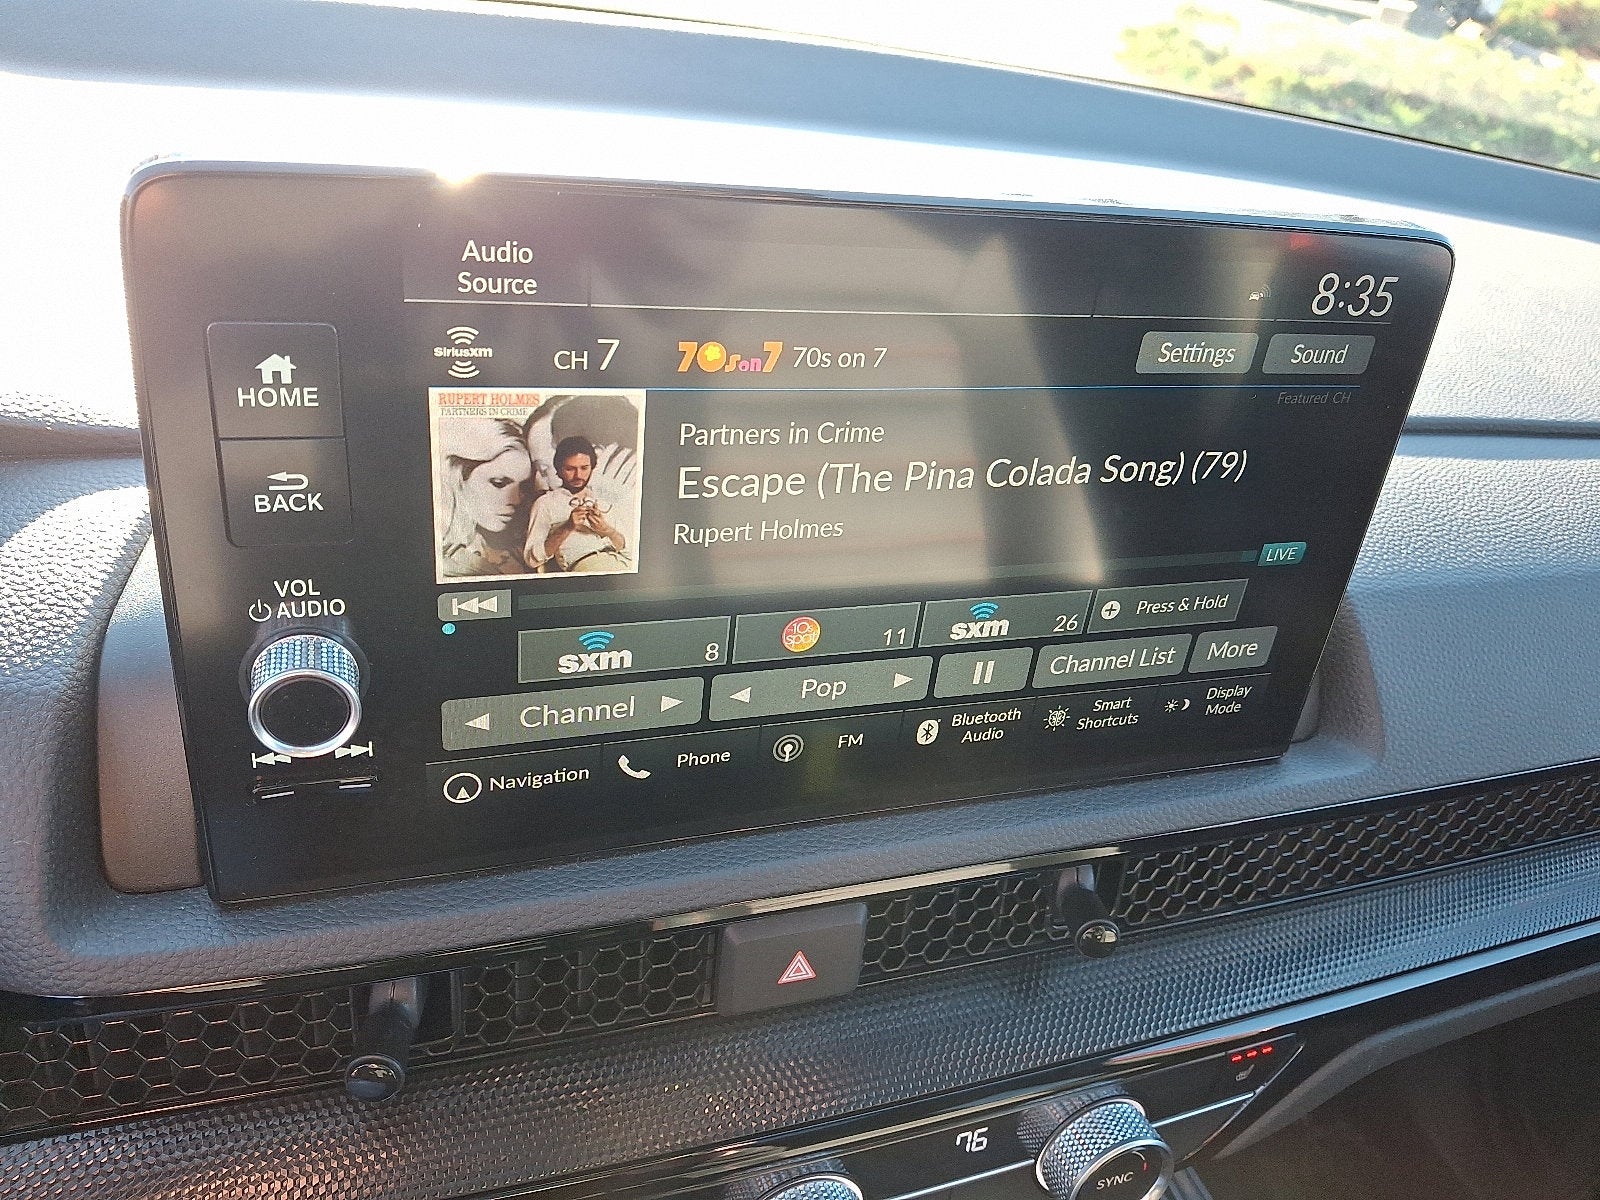 Audio
Source
8:35
HOME
BACK
VOL
AUDIO
SiriusXM
CH 7
70s on 7
70s on 7
Settings
Sound
Featured CH
RUPERT HOLMES
PARTNERS IN CRIME
Partners in Crime
Escape (The Pina Colada Song) (79)
Rupert Holmes
LIVE
sxm 8
10s
spot
11
sxm 26
Press & Hold
Channel
Pop
Channel List
More
Navigation
Phone
FM
Bluetooth
Audio
Smart
Shortcuts
Display
Mode
76
SYNC